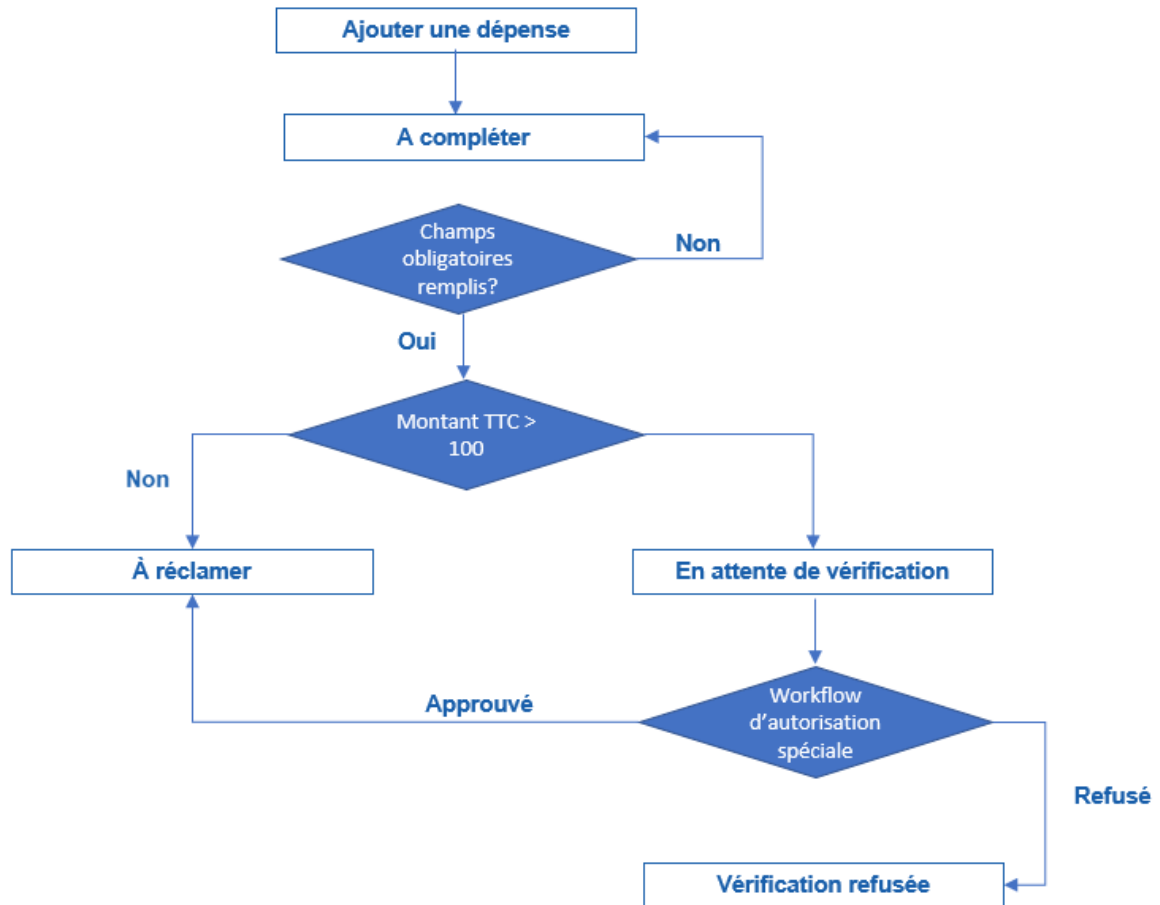 Ajouter une dépense
A compléter
Champs
obligatoires
remplis?
Non
Oui
Montant TTC >
100
Non
À réclamer
En attente de vérification
Approuvé
Workflow
d'autorisation
spéciale
Refusé
Vérification refusée